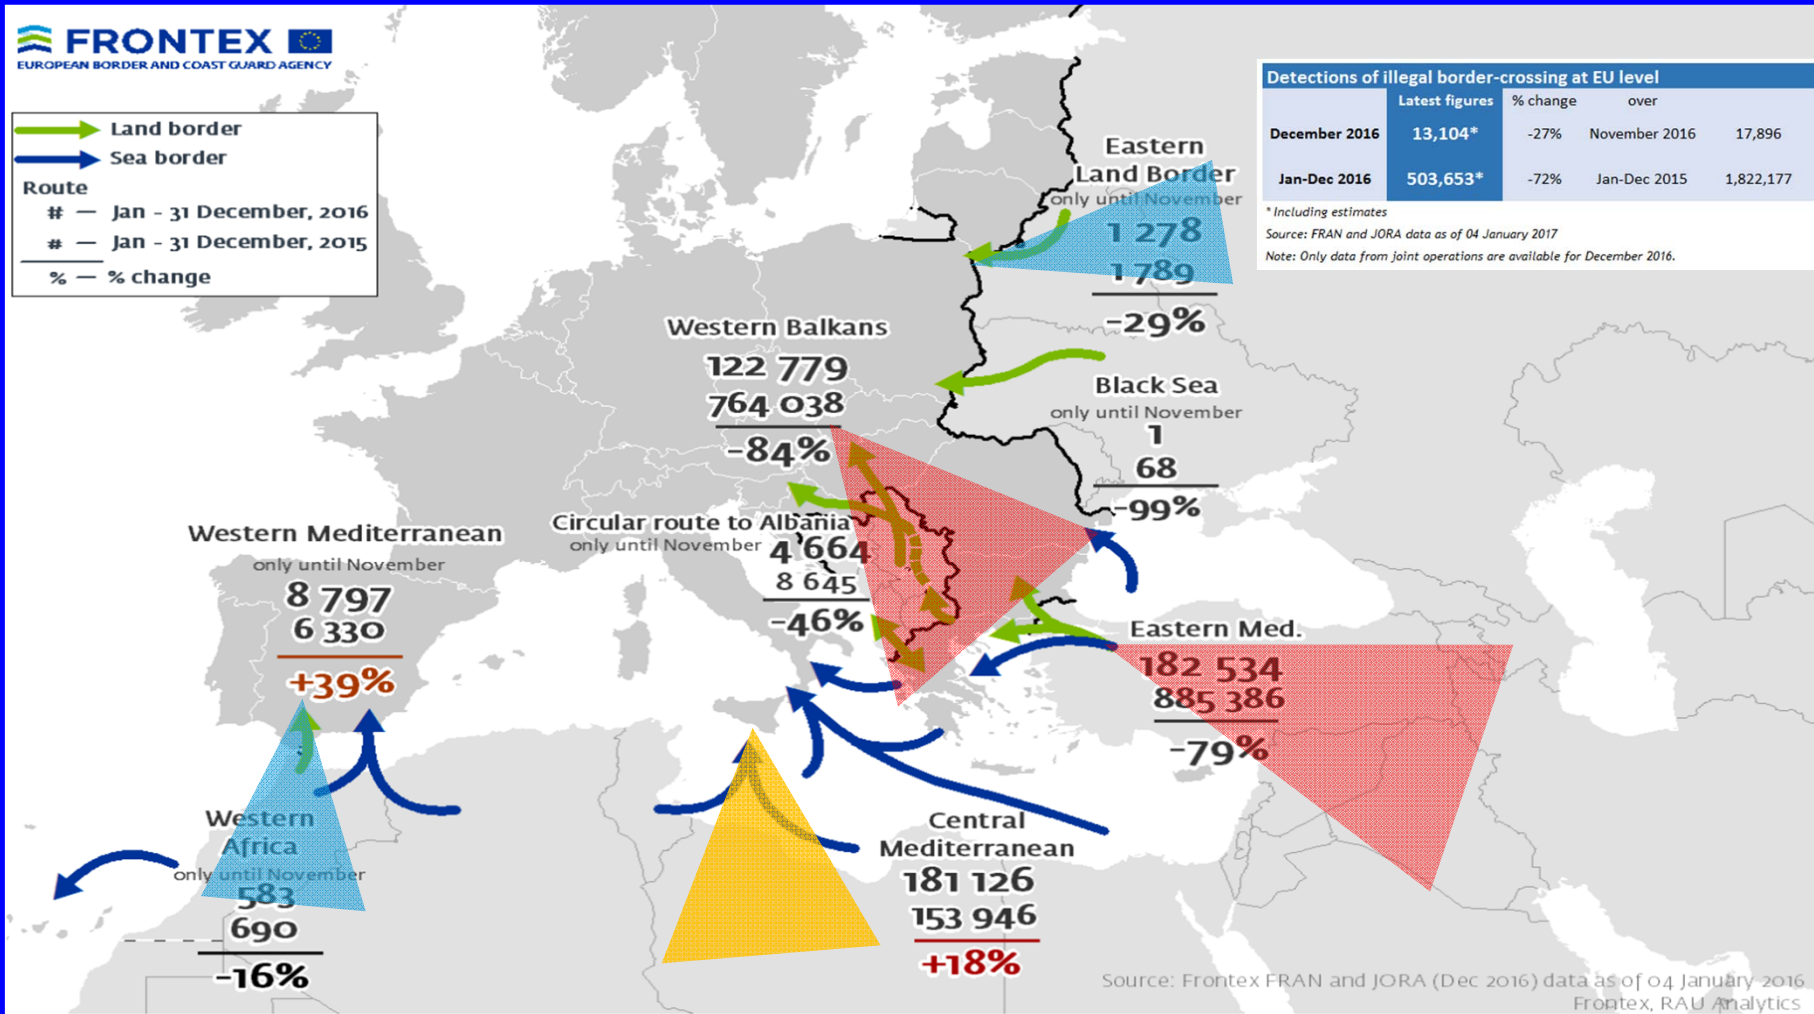 FRONTEX
EUROPEAN BORDER AND COAST GUARD AGENCY
Land border
Sea border
Route
# — Jan - 31 December, 2016
# — Jan - 31 December, 2015
% — % change
Detections of illegal border-crossing at EU level
Latest figures % change over
December 2016 13,104* -27% November 2016 17,896
Jan-Dec 2016 503,653* -72% Jan-Dec 2015 1,822,177
* Including estimates
Source: FRAN and JORA data as of 04 January 2017
Note: Only data from joint operations are available for December 2016.
Eastern
Land Border
only until November
1 278
1 789
-29%
Western Balkans
122 779
764 038
-84%
Black Sea
only until November
1
68
-99%
Circular route to Albania
only until November
4 664
8 645
-46%
Western Mediterranean
only until November
8 797
6 330
+39%
Eastern Med.
182 534
885 386
-79%
Western
Africa
only until November
583
690
-16%
Central
Mediterranean
181 126
153 946
+18%
Source: Frontex FRAN and JORA (Dec 2016) data as of 04 January 2016
Frontex, RAU Analytics